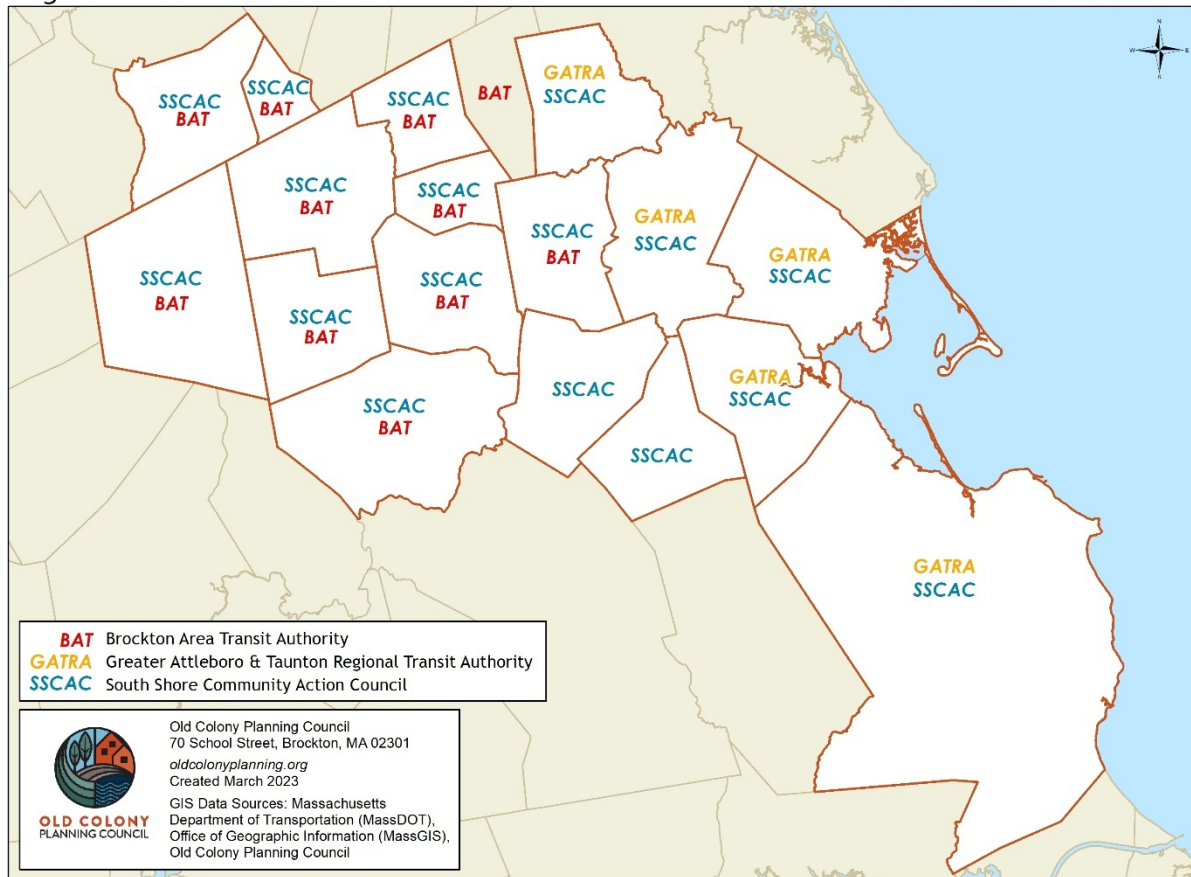 N
W E
S
SSCAC
BAT
SSCAC
BAT
SSCAC
BAT
BAT
GATRA
SSCAC
SSCAC
BAT
SSCAC
BAT
SSCAC
BAT
GATRA
SSCAC
GATRA
SSCAC
SSCAC
BAT
SSCAC
BAT
SSCAC
BAT
SSCAC
BAT
SSCAC
GATRA
SSCAC
SSCAC
GATRA
SSCAC
BAT Brockton Area Transit Authority
GATRA Greater Attleboro & Taunton Regional Transit Authority
SSCAC South Shore Community Action Council
OLD COLONY
PLANNING COUNCIL
Old Colony Planning Council
70 School Street, Brockton, MA 02301
oldcolonyplanning.org
Created March 2023
GIS Data Sources: Massachusetts
Department of Transportation (MassDOT),
Office of Geographic Information (MassGIS),
Old Colony Planning Council